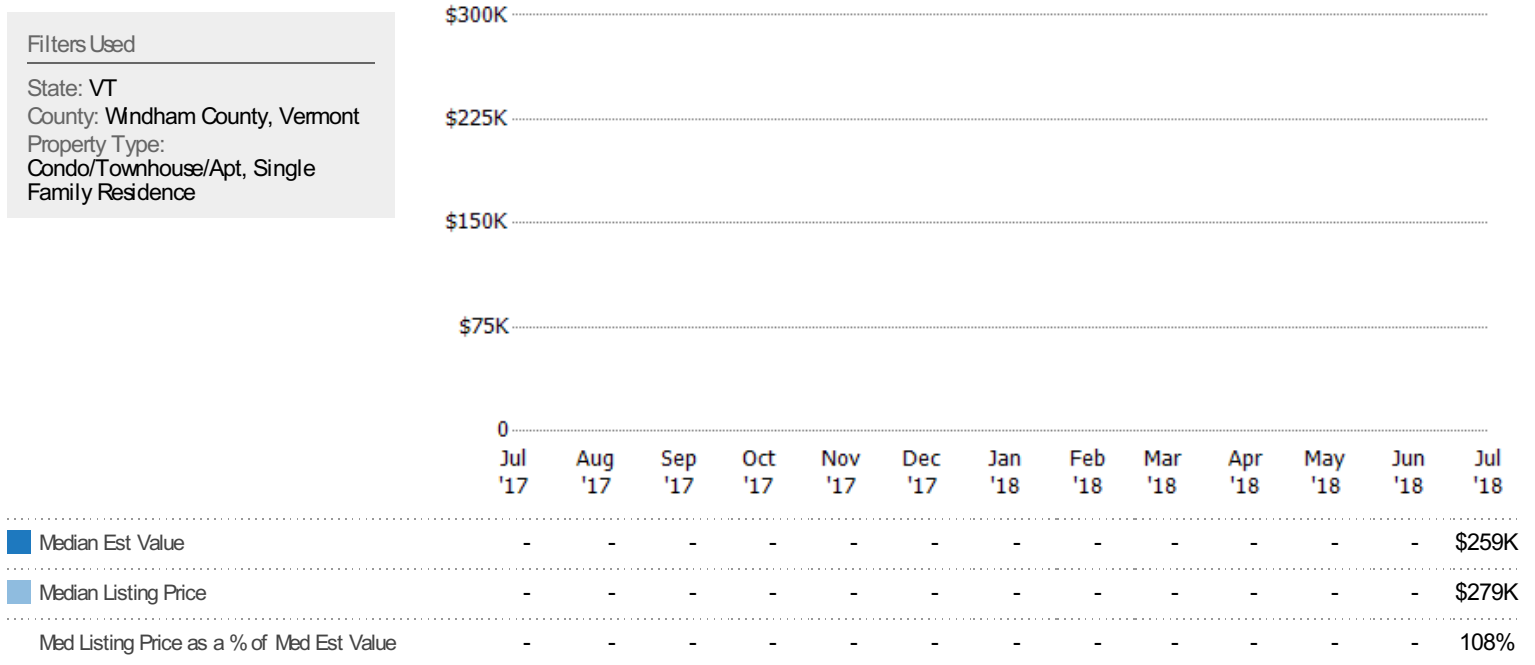 Filters Used
State: VT
County: Windham County, Vermont
Property Type:
Condo/Townhouse/Apt, Single
Family Residence
$300K
$225K
$150K
$75K
0
Jul Aug Sep Oct Nov Dec Jan Feb Mar Apr May Jun Jul
'17 '17 '17 '17 '17 '17 '18 '18 '18 '18 '18 '18 '18
Median Est Value - - - - - - - - - - - - $259K
Median Listing Price - - - - - - - - - - - - $279K
Med Listing Price as a % of Med Est Value - - - - - - - - - - - - 108%